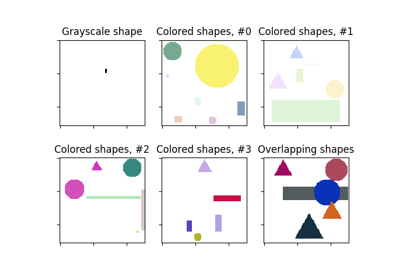 Grayscale shape
Colored shapes, #0
Colored shapes, #1
Colored shapes, #2
Colored shapes, #3
Overlapping shapes